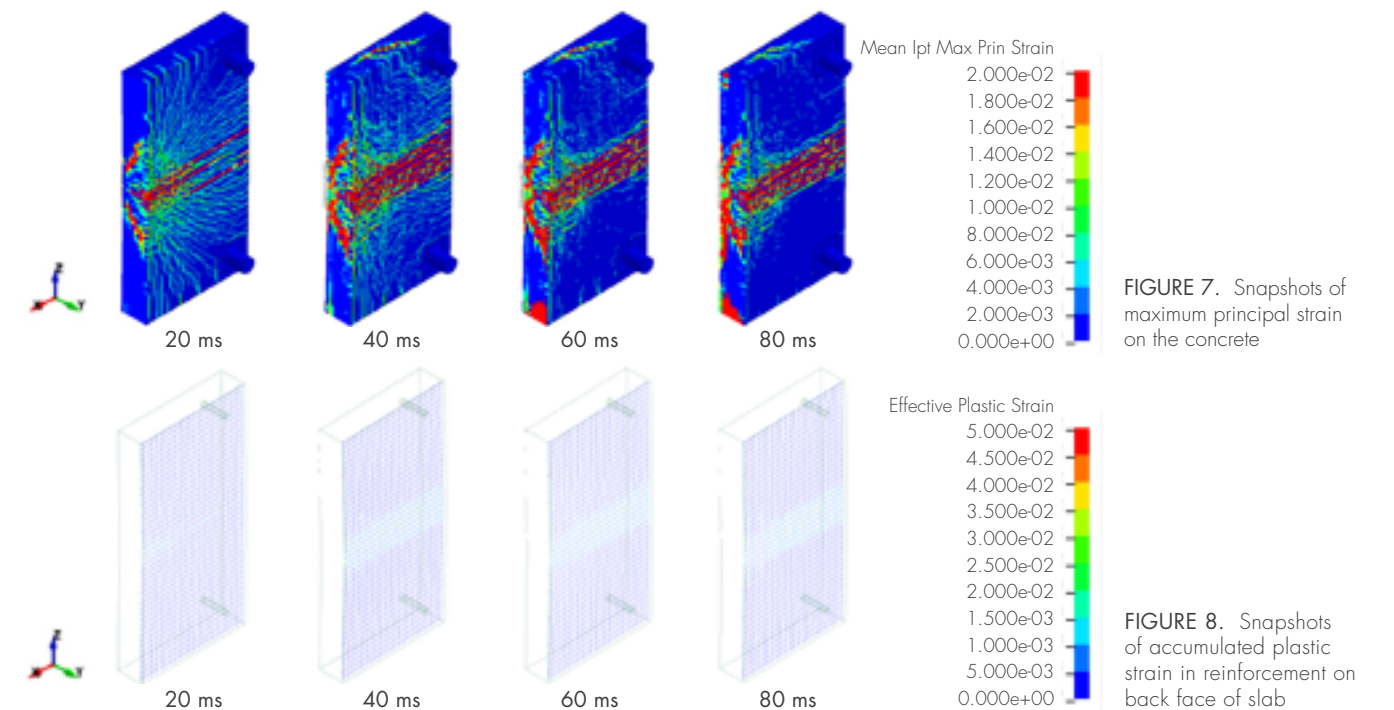 Mean Ipt Max Prin Strain
2.000e-02
1.800e-02
1.600e-02
1.400e-02
1.200e-02
1.000e-02
8.000e-02
6.000e-03
4.000e-03
2.000e-03
0.000e+00
FIGURE 7. Snapshots of
maximum principal strain
on the concrete
20 ms
40 ms
60 ms
80 ms
Effective Plastic Strain
5.000e-02
4.500e-02
4.000e-02
3.500e-02
3.000e-02
2.500e-02
2.000e-02
1.500e-03
1.000e-03
5.000e-03
0.000e+00
FIGURE 8. Snapshots
of accumulated plastic
strain in reinforcement on
back face of slab
20 ms
40 ms
60 ms
80 ms